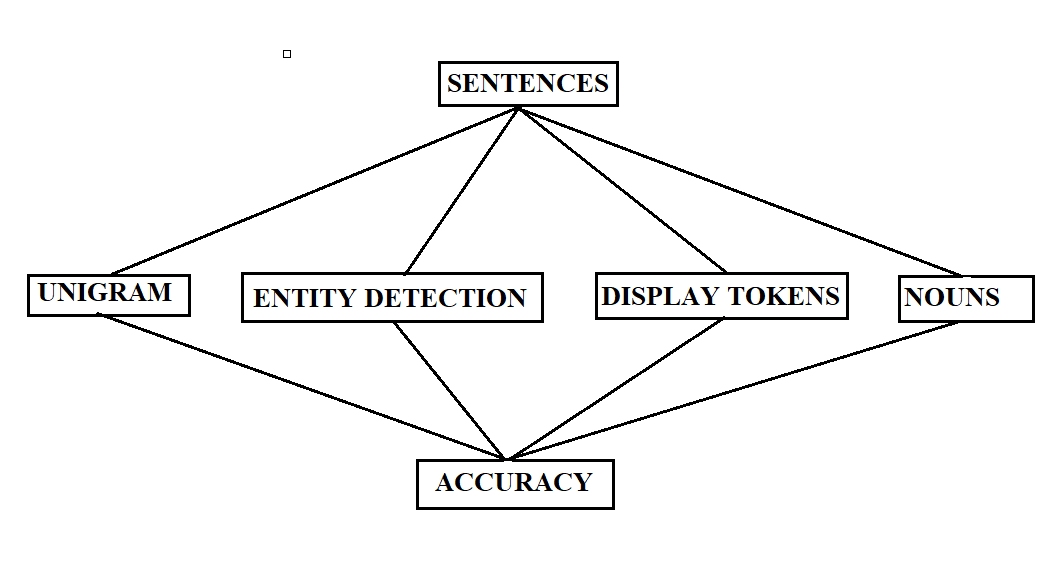 SENTENCES
UNIGRAM
ENTITY DETECTION
DISPLAY TOKENS
NOUNS
ACCURACY